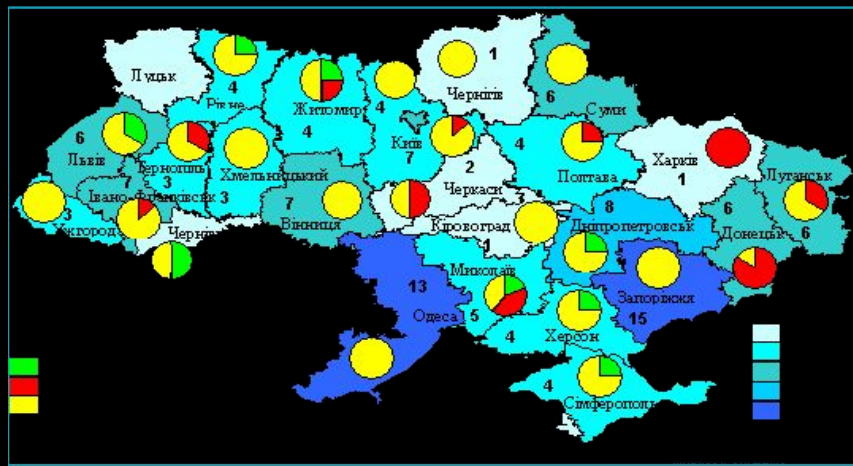 Луцьк
4
Рівне
Житомир
4
4
Київ
7
1
Чернігів
6
Суми
6
Львів
Тернопіль
3
7
Івано-Франківськ
3
Ужгород
Хмельницький
3
7
Вінниця
2
Черкаси
4
Полтава
Харків
1
Луганськ
6
6
Донецьк
3
Кіровоград
1
8
Дніпропетровськ
Запоріжжя
15
Миколаїв
5
13
Одеса
4
Херсон
4
Сімферополь